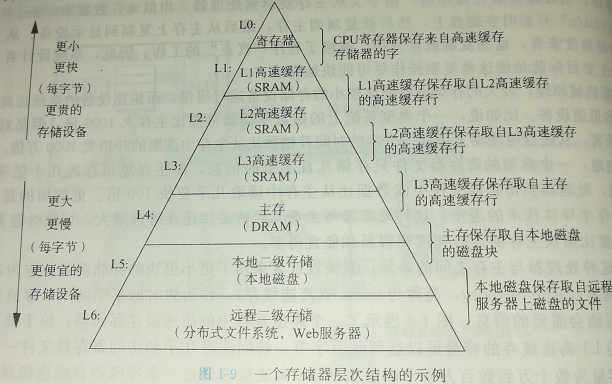 L0:
寄存器
CPU寄存器保存来自高速缓存
存储器的字
更小
更快
(每字节)
更贵的
存储设备
L1:
L1高速缓存
(SRAM)
L1高速缓存保存取自L2高速缓存
的高速缓存行
L2:
L2高速缓存
(SRAM)
L2高速缓存保存取自L3高速缓存
的高速缓存行
L3:
L3高速缓存
(SRAM)
L3高速缓存保存取自主存
的高速缓存行
更大
更慢
(每字节)
更便宜的
存储设备
L4:
主存
(DRAM)
主存保存取自本地磁盘
的磁盘块
L5:
本地二级存储
(本地磁盘)
本地磁盘保存取自远程
服务器上磁盘的文件
L6:
远程二级存储
(分布式文件系统，Web服务器)
图1-9 一个存储器层次结构的示例